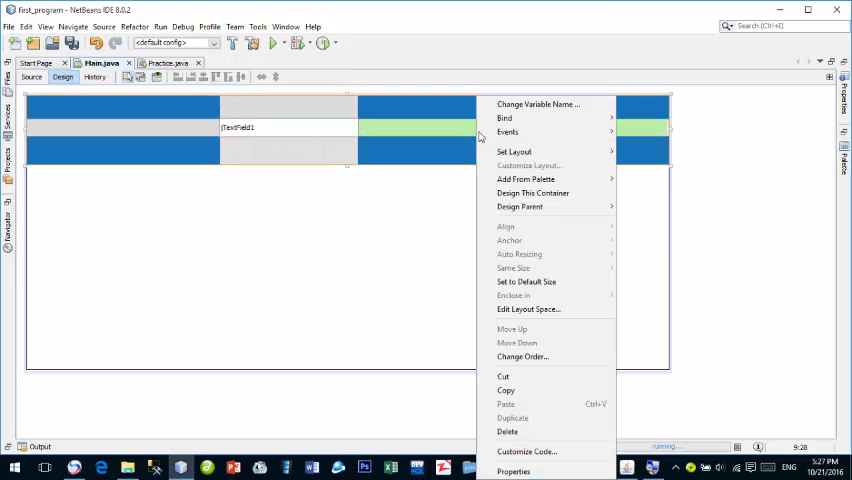 first_program - NetBeans IDE 8.0.2
File Edit View Navigate Source Refactor Run Debug Profile Team Tools Window Help
Search (Ctrl+I)
<default config>
Start Page Main.java Practice.java
Source Design History
Files
Services
Projects
Navigator
Properties
Palette
jTextField1
Change Variable Name ...
Bind
Events
Set Layout
Customize Layout...
Add From Palette
Design This Container
Design Parent
Align
Anchor
Auto Resizing
Same Size
Set to Default Size
Enclose in
Edit Layout Space...
Move Up
Move Down
Change Order...
Cut
Copy
Paste Ctrl+V
Duplicate
Delete
Customize Code...
Properties
Output
running...
9:28
ENG
5:27 PM
10/21/2016